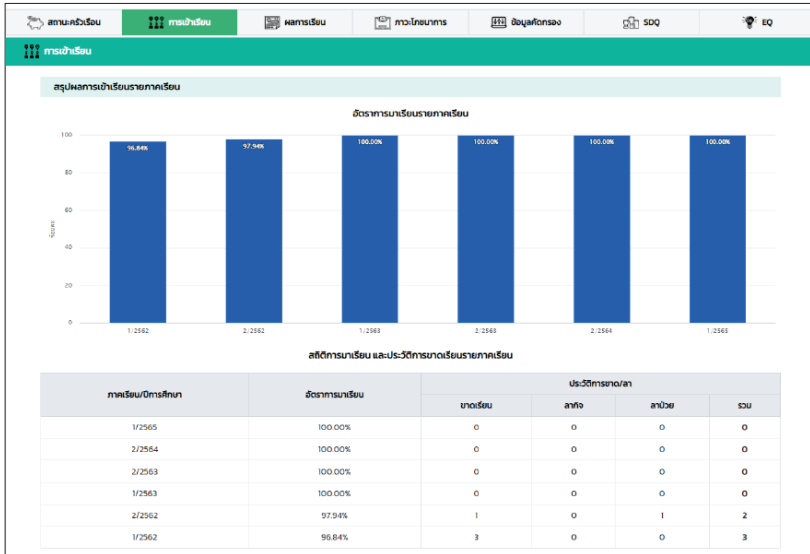 สถานะครัวเรือน การเข้าเรียน ผลการเรียน ภาวะโภชนาการ ข้อมูลคัดกรอง SDQ EQ
การเข้าเรียน
สรุปผลการเข้าเรียนรายภาคเรียน
อัตราการมาเรียนรายภาคเรียน
100
96.84% 97.94% 100.00% 100.00% 100.00% 100.00%
80
60
ร้อยละ
40
20
0
1/2562 2/2562 1/2563 2/2563 2/2564 1/2565
สถิติการมาเรียน และประวัติการขาดเรียนรายภาคเรียน
ภาคเรียน/ปีการศึกษา อัตราการมาเรียน ประวัติการขาด/ลา
ขาดเรียน ลากิจ ลาป่วย รวม
1/2565 100.00% 0 0 0 0
2/2564 100.00% 0 0 0 0
2/2563 100.00% 0 0 0 0
1/2563 100.00% 0 0 0 0
2/2562 97.94% 1 0 1 2
1/2562 96.84% 3 0 0 3